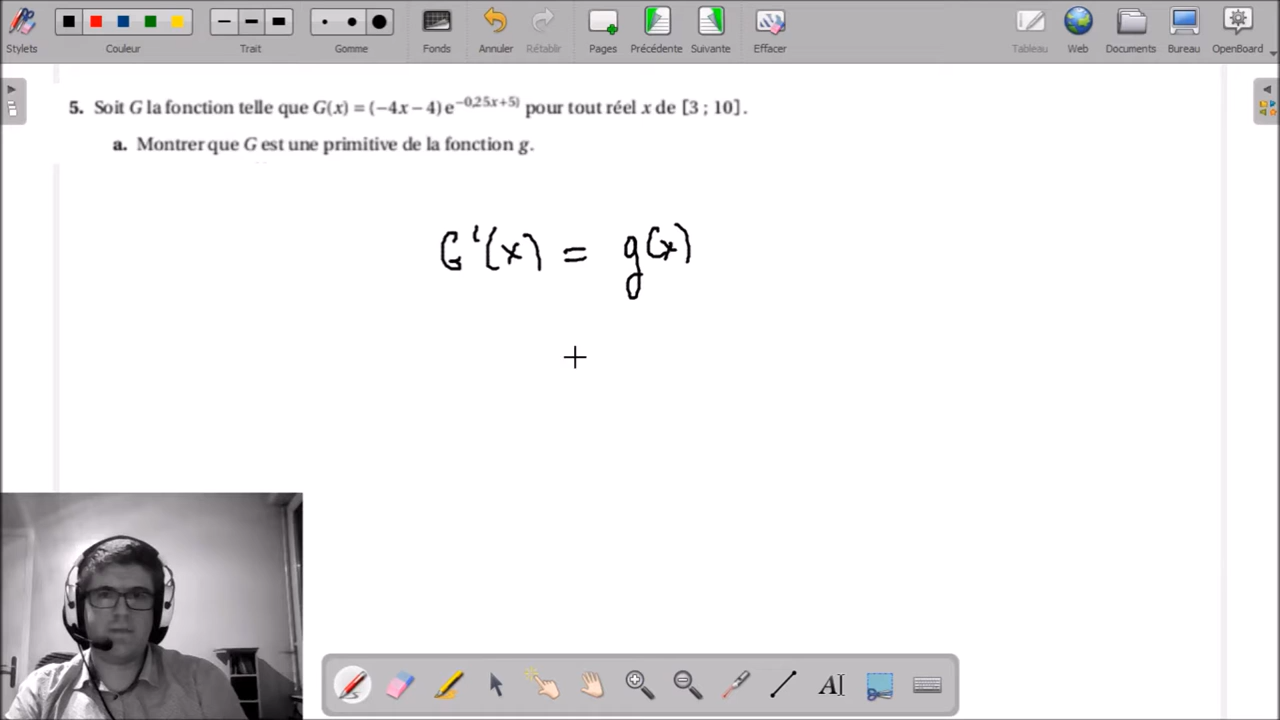 Stylets Couleur Trait Gomme Fonds Annuler Rétablir Pages Précédente Suivante Effacer Tableau Web Documents Bureau OpenBoard
5. Soit G la fonction telle que G(x) = (−4x − 4) e^−0,25x+5) pour tout réel x de [3 ; 10].
a. Montrer que G est une primitive de la fonction g.
G'(x) = g(x)
AI